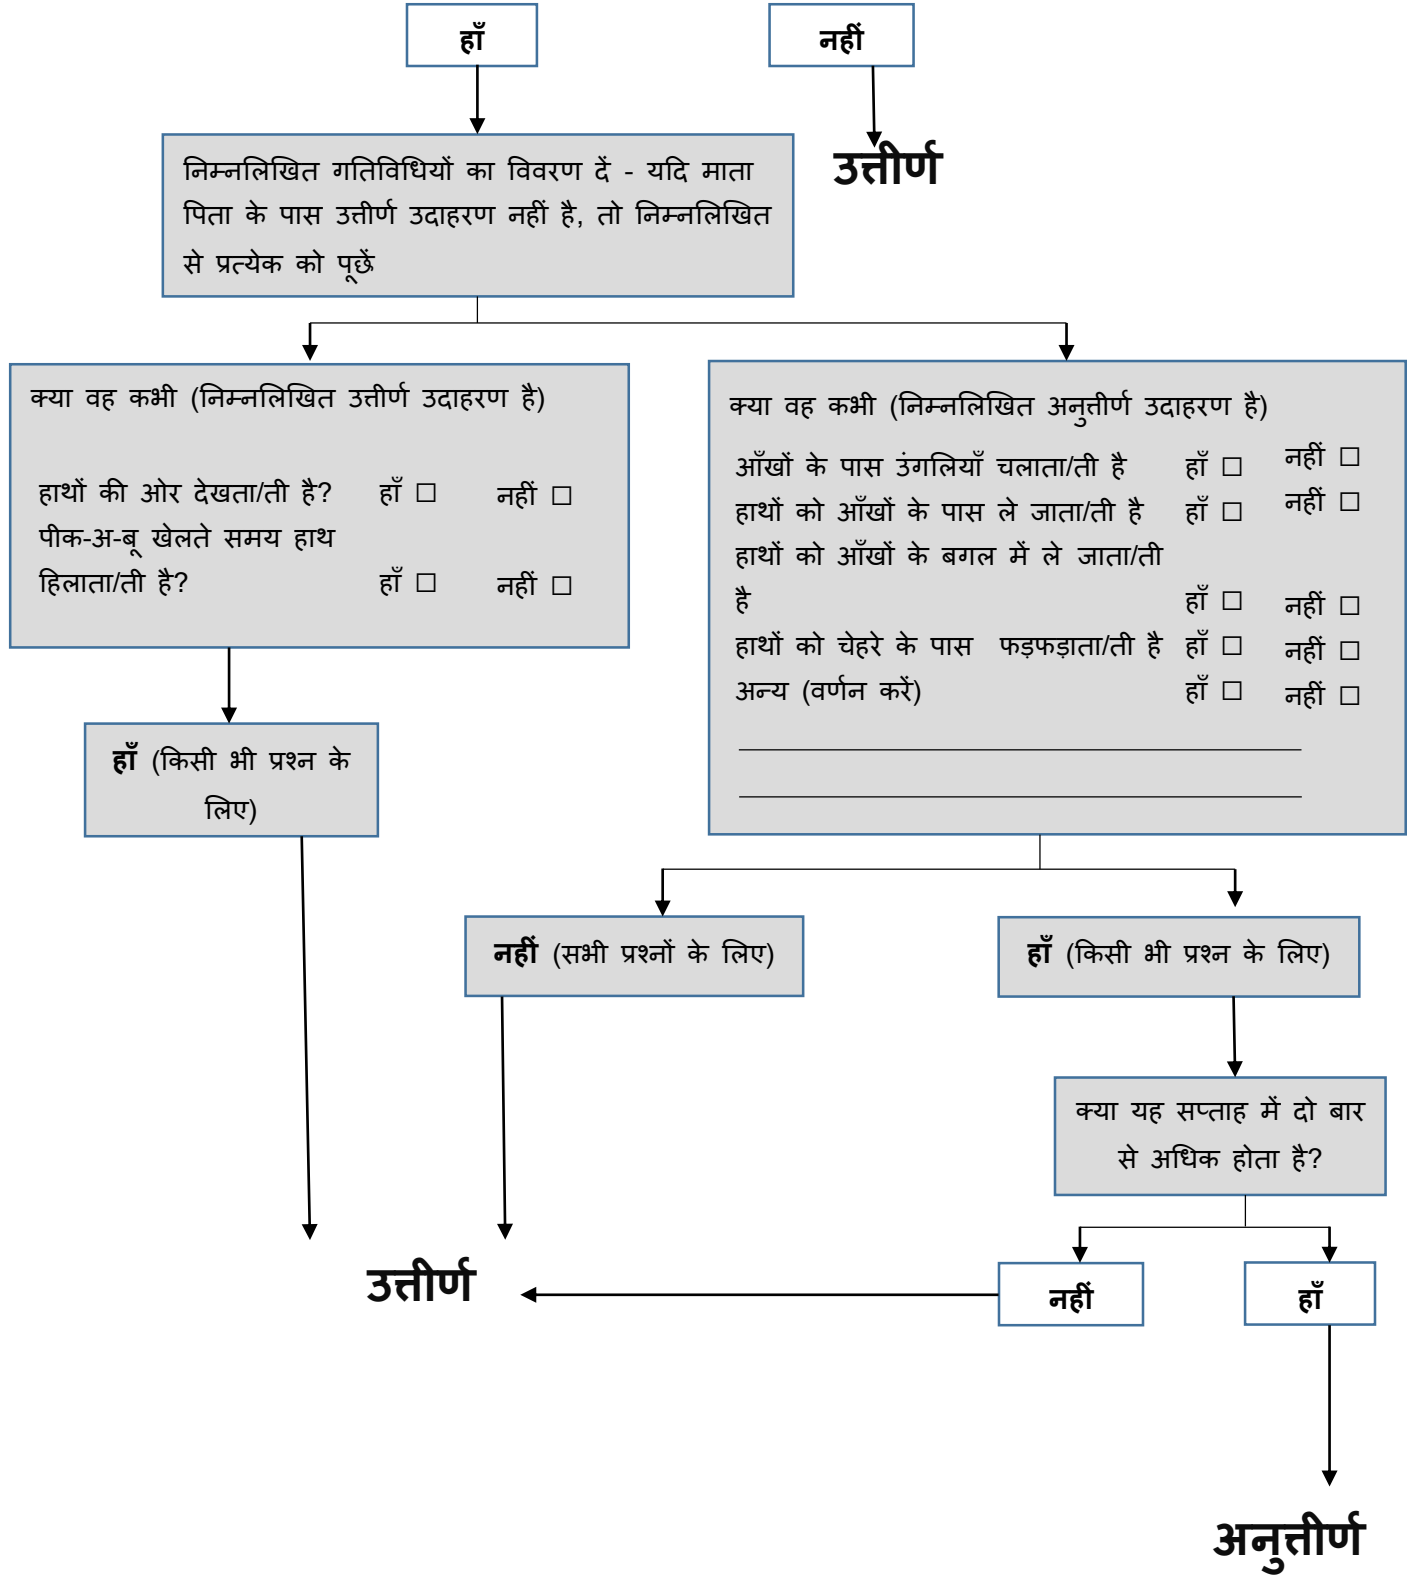 हाँ
नहीं
उत्तीर्ण
निम्नलिखित गतिविधियों का विवरण दें - यदि माता
पिता के पास उत्तीर्ण उदाहरण नहीं है, तो निम्नलिखित
से प्रत्येक को पूछें
क्या वह कभी (निम्नलिखित उत्तीर्ण उदाहरण है)
हाथों की ओर देखता/ती है? हाँ ☐ नहीं ☐
पीक-अ-बू खेलते समय हाथ
हिलाता/ती है? हाँ ☐ नहीं ☐
क्या वह कभी (निम्नलिखित अनुत्तीर्ण उदाहरण है)
आँखों के पास उंगलियाँ चलाता/ती है हाँ ☐ नहीं ☐
हाथों को आँखों के पास ले जाता/ती है हाँ ☐ नहीं ☐
हाथों को आँखों के बगल में ले जाता/ती
है हाँ ☐ नहीं ☐
हाथों को चेहरे के पास फड़फड़ाता/ती है हाँ ☐ नहीं ☐
अन्य (वर्णन करें) हाँ ☐ नहीं ☐
हाँ (किसी भी प्रश्न के
लिए)
नहीं (सभी प्रश्नों के लिए)
हाँ (किसी भी प्रश्न के लिए)
क्या यह सप्ताह में दो बार
से अधिक होता है?
उत्तीर्ण
नहीं
हाँ
अनुत्तीर्ण